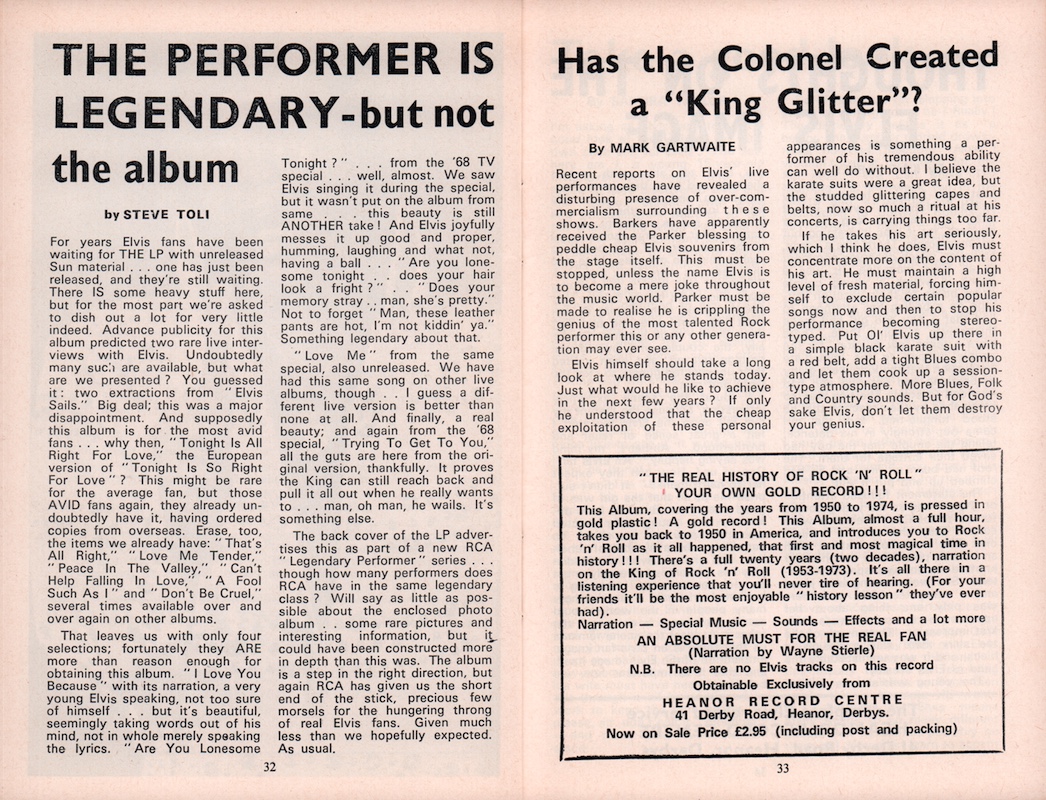 THE PERFORMER IS
LEGENDARY-but not
the album
by STEVE TOLI
For years Elvis fans have been
waiting for THE LP with unreleased
Sun material . . . one has just been
released, and they're still waiting.
There IS some heavy stuff here,
but for the most part we're asked
to dish out a lot for very little
indeed. Advance publicity for this
album predicted two rare live inter-
views with Elvis. Undoubtedly
many such are available, but what
are we presented ? You guessed
it : two extractions from "Elvis
Sails." Big deal; this was a major
disappointment. And supposedly
this album is for the most avid
fans . . . why then, "Tonight Is All
Right For Love," the European
version of "Tonight Is So Right
For Love" ? This might be rare
for the average fan, but those
AVID fans again, they already un-
doubtedly have it, having ordered
copies from overseas. Erase, too,
the items we already have: "That's
All Right," "Love Me Tender,"
"Peace In The Valley," "Can't
Help Falling In Love," "A Fool
Such As I" and "Don't Be Cruel,"
several times available over and
over again on other albums.
That leaves us with only four
selections; fortunately they ARE
more than reason enough for
obtaining this album. "I Love You
Because" with its narration, a very
young Elvis speaking, not too sure
of himself . . . but it's beautiful,
seemingly taking words out of his
mind, not in whole merely speaking
the lyrics. "Are You Lonesome
Tonight ?" . . . from the '68 TV
special . . . well, almost. We saw
Elvis singing it during the special,
but it wasn't put on the album from
same . . . this beauty is still
ANOTHER take ! And Elvis joyfully
messes it up good and proper,
humming, laughing and what not,
having a ball . . . "Are you lone-
some tonight . . does your hair
look a fright ?" . . "Does your
memory stray . . man, she's pretty."
Not to forget "Man, these leather
pants are hot, I'm not kiddin' ya."
Something legendary about that.
"Love Me" from the same
special, also unreleased. We have
had this same song on other live
albums, though . . I guess a dif-
ferent live version is better than
none at all. And finally, a real
beauty; and again from the '68
special, "Trying To Get To You,"
all the guts are here from the ori-
ginal version, thankfully. It proves
the King can still reach back and
pull it all out when he really wants
to . . . man, oh man, he wails. It's
something else.
The back cover of the LP adver-
tises this as part of a new RCA
"Legendary Performer" series . . .
though how many performers does
RCA have in the same legendary
class ? Will say as little as pos-
sible about the enclosed photo
album . . some rare pictures and
interesting information, but it
could have been constructed more
in depth than this was. The album
is a step in the right direction, but
again RCA has given us the short
end of the stick, precious few
morsels for the hungering throng
of real Elvis fans. Given much
less than we hopefully expected.
As usual.
32
Has the Colonel Created
a "King Glitter"?
By MARK GARTWAITE
Recent reports on Elvis' live
performances have revealed a
disturbing presence of over-com-
mercialism surrounding these
shows. Barkers have apparently
received the Parker blessing to
peddle cheap Elvis souvenirs from
the stage itself. This must be
stopped, unless the name Elvis is
to become a mere joke throughout
the music world. Parker must be
made to realise he is crippling the
genius of the most talented Rock
performer this or any other genera-
tion may ever see.
Elvis himself should take a long
look at where he stands today.
Just what would he like to achieve
in the next few years ? If only
he understood that the cheap
exploitation of these personal
appearances is something a per-
former of his tremendous ability
can well do without. I believe the
karate suits were a great idea, but
the studded glittering capes and
belts, now so much a ritual at his
concerts, is carrying things too far.
If he takes his art seriously,
which I think he does, Elvis must
concentrate more on the content of
his art. He must maintain a high
level of fresh material, forcing him-
self to exclude certain popular
songs now and then to stop his
performance becoming stereo-
typed. Put Ol' Elvis up there in
a simple black karate suit with
a red belt, add a tight Blues combo
and let them cook up a session-
type atmosphere. More Blues, Folk
and Country sounds. But for God's
sake Elvis, don't let them destroy
your genius.
"THE REAL HISTORY OF ROCK 'N' ROLL"
YOUR OWN GOLD RECORD ! ! !
This Album, covering the years from 1950 to 1974, is pressed in
gold plastic ! A gold record ! This Album, almost a full hour,
takes you back to 1950 in America, and introduces you to Rock
'n' Roll as it all happened, that first and most magical time in
history ! ! ! There's a full twenty years (two decades), narration
on the King of Rock 'n' Roll (1953-1973). It's all there in a
listening experience that you'll never tire of hearing. (For your
friends it'll be the most enjoyable "history lesson" they've ever
had).
Narration — Special Music — Sounds — Effects and a lot more
AN ABSOLUTE MUST FOR THE REAL FAN
(Narration by Wayne Stierle)
N.B. There are no Elvis tracks on this record
Obtainable Exclusively from
HEANOR RECORD CENTRE
41 Derby Road, Heanor, Derbys.
Now on Sale Price £2.95 (including post and packing)
33